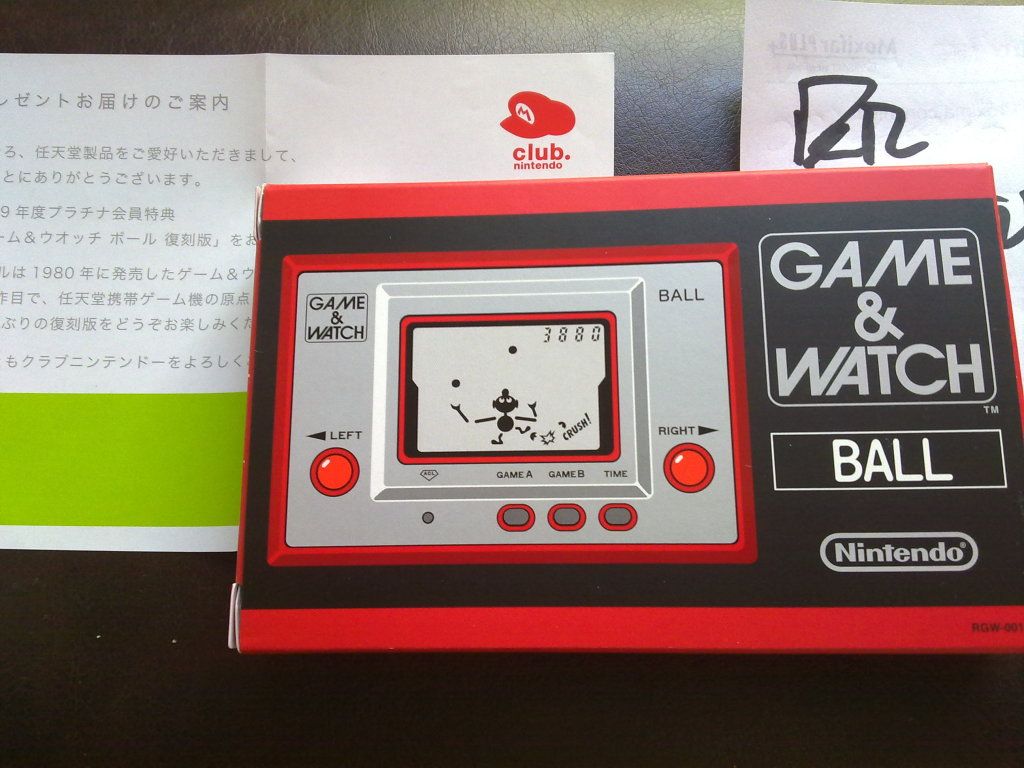 レゼントお届けのご案内
ろ、任天堂製品をご愛好いただきまして、
とにありがとうございます。
9年度プラチナ会員特典
ーム＆ウオッチ ボール 復刻版」をお
ルは1980年に発売したゲーム＆ウ
作目で、任天堂携帯ゲーム機の原点
ぶりの復刻版をどうぞお楽しみくだ
もクラブニンテンドーをよろしく
club.
nintendo
Moxifar PLUS
GAME
&
WATCH
BALL
3880
CRUSH!
◄LEFT
RIGHT►
ACL
GAME A GAME B TIME
GAME
&
WATCH
TM
BALL
Nintendo®
RGW-001